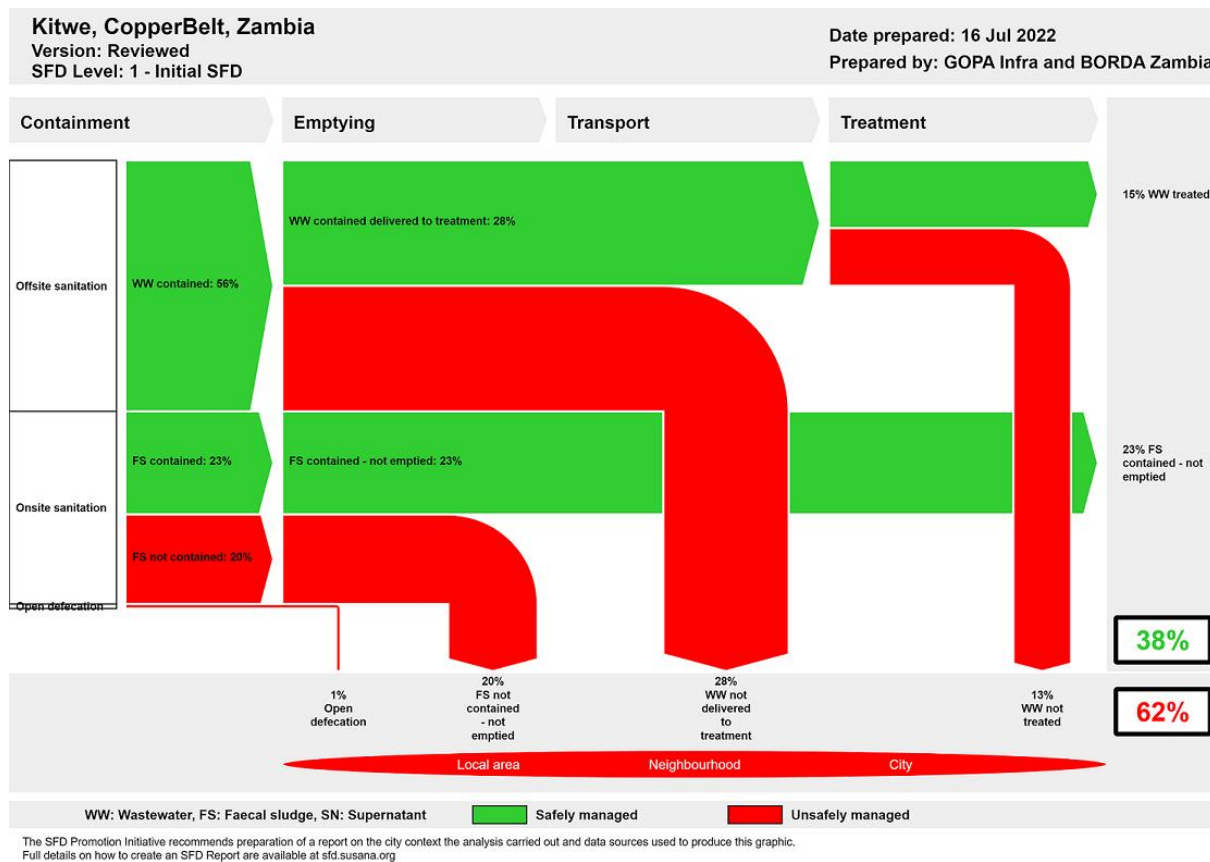 Kitwe, CopperBelt, Zambia
Version: Reviewed
SFD Level: 1 - Initial SFD
Date prepared: 16 Jul 2022
Prepared by: GOPA Infra and BORDA Zambia
Containment
Emptying
Transport
Treatment
Offsite sanitation
WW contained: 56%
WW contained delivered to treatment: 28%
15% WW treated
Onsite sanitation
FS contained: 23%
FS contained - not emptied: 23%
23% FS
contained - not
emptied
FS not contained: 20%
Open defecation
38%
62%
1%
Open
defecation
20%
FS not
contained
- not
emptied
28%
WW not
delivered
to
treatment
13%
WW not
treated
Local area
Neighbourhood
City
WW: Wastewater, FS: Faecal sludge, SN: Supernatant
Safely managed
Unsafely managed
The SFD Promotion Initiative recommends preparation of a report on the city context the analysis carried out and data sources used to produce this graphic.
Full details on how to create an SFD Report are available at sfd.susana.org